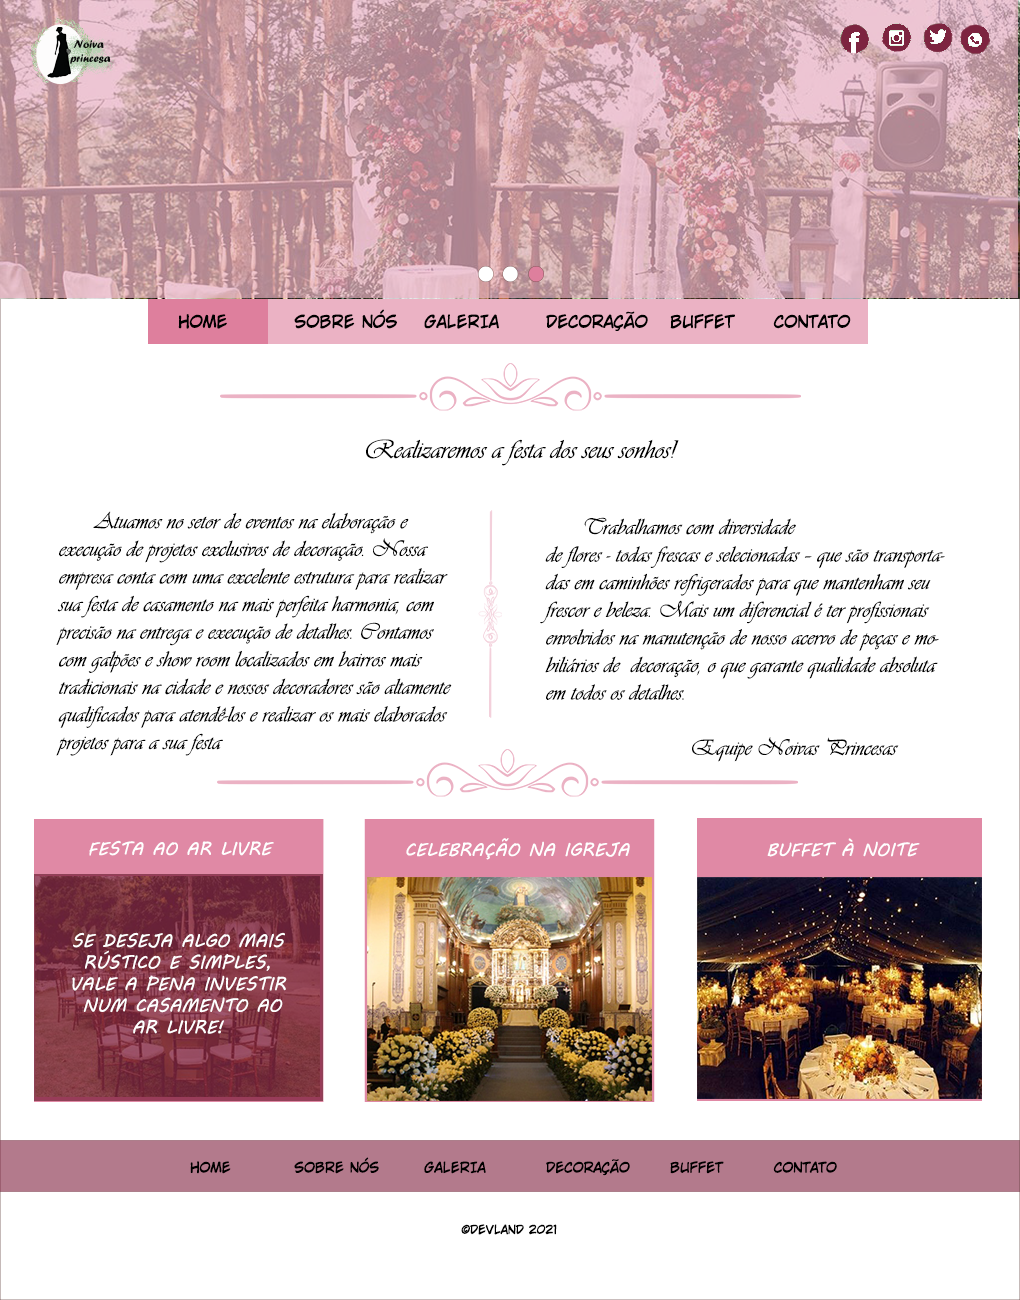 Noiva
princesa
HOME SOBRE NÓS GALERIA DECORAÇÃO BUFFET CONTATO
Realizaremos a festa dos seus sonhos!
Atuamos no setor de eventos na elaboração e
execução de projetos exclusivos de decoração. Nossa
empresa conta com uma excelente estrutura para realizar
sua festa de casamento na mais perfeita harmonia, com
precisão na entrega e execução de detalhes. Contamos
com galpões e show room localizados em bairros mais
tradicionais na cidade e nossos decoradores são altamente
qualificados para atendê-los e realizar os mais elaborados
projetos para a sua festa
Trabalhamos com diversidade
de flores - todas frescas e selecionadas – que são transporta-
das em caminhões refrigerados para que mantenham seu
frescor e beleza. Mais um diferencial é ter profissionais
envolvidos na manutenção de nosso acervo de peças e mo-
biliários de decoração, o que garante qualidade absoluta
em todos os detalhes.
Equipe Noivas Princesas
FESTA AO AR LIVRE
SE DESEJA ALGO MAIS
RÚSTICO E SIMPLES,
VALE A PENA INVESTIR
NUM CASAMENTO AO
AR LIVRE!
CELEBRAÇÃO NA IGREJA
BUFFET À NOITE
HOME SOBRE NÓS GALERIA DECORAÇÃO BUFFET CONTATO
©DEVLAND 2021